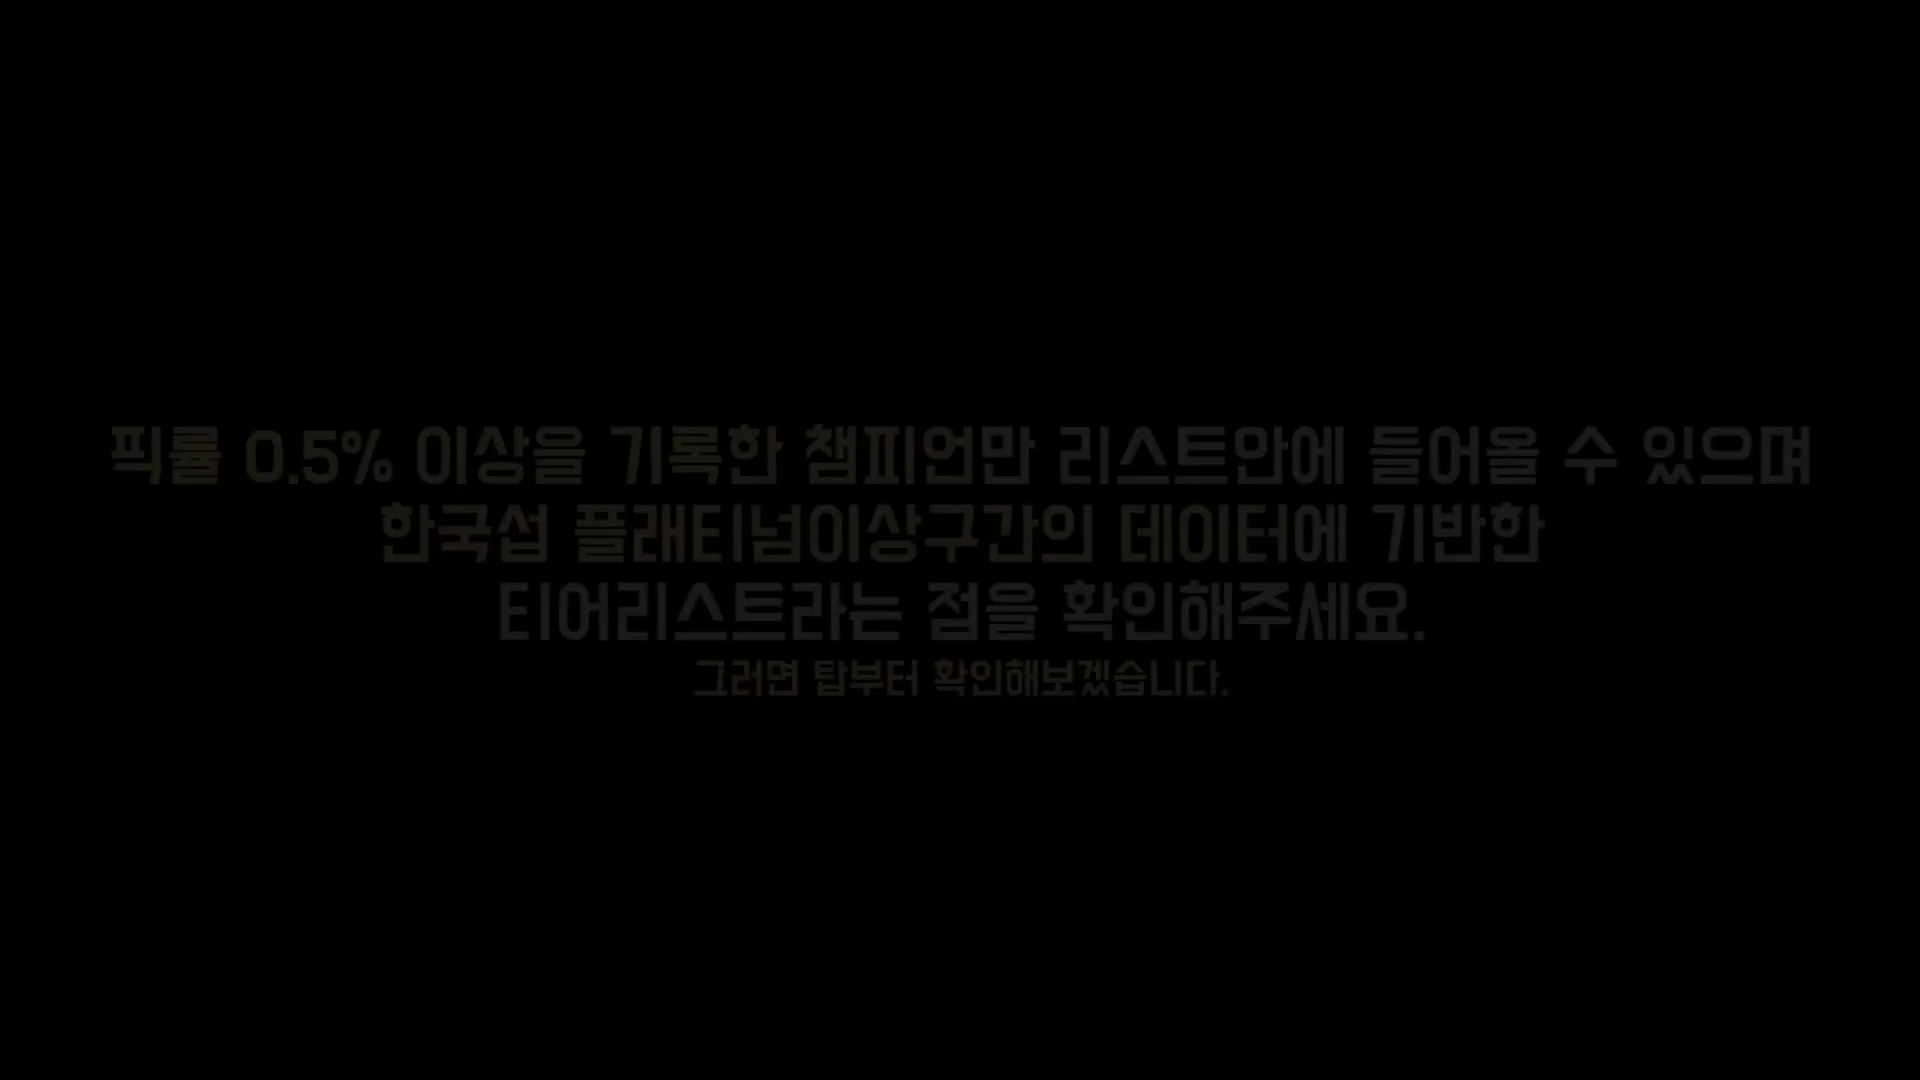 픽률 0.5% 이상을 기록한 챔피언만 리스트안에 들어올 수 있으며
한국섭 플래티넘이상구간의 데이터에 기반한
티어리스트라는 점을 확인해주세요.
그러면 탑부터 확인해보겠습니다.